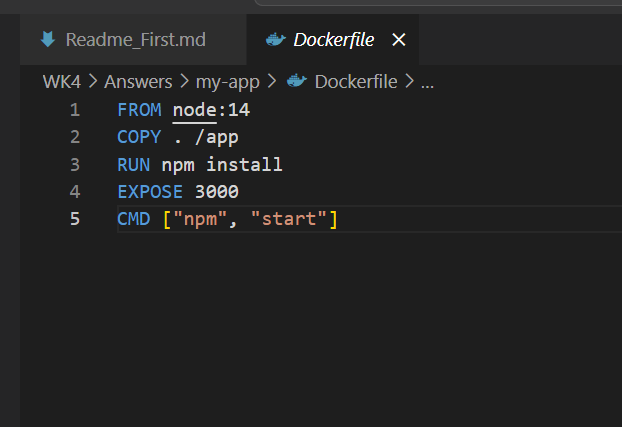 Readme_First.md Dockerfile
WK4 > Answers > my-app > Dockerfile > ...
1 FROM node:14
2 COPY . /app
3 RUN npm install
4 EXPOSE 3000
5 CMD ["npm", "start"]